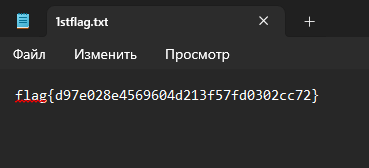 1stflag.txt
Файл Изменить Просмотр
flag{d97e028e4569604d213f57fd0302cc72}